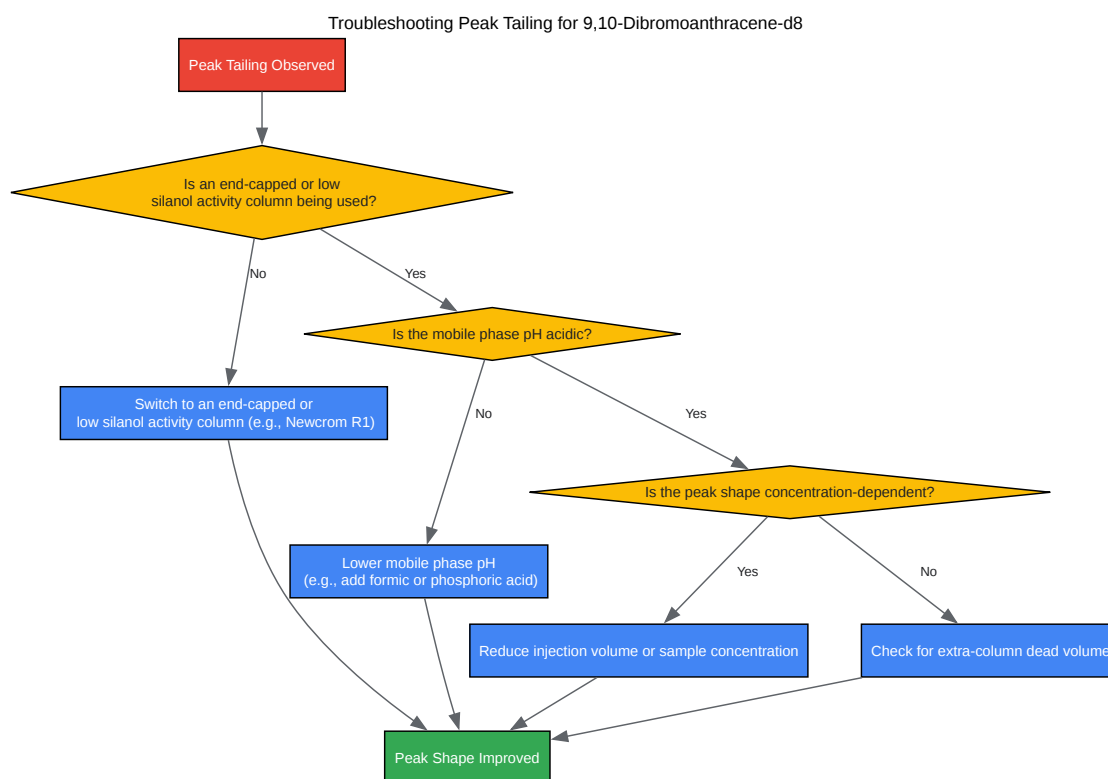 Troubleshooting Peak Tailing for 9,10-Dibromoanthracene-d8
Peak Tailing Observed
Is an end-capped or low
silanol activity column being used?
No
Yes
Is the mobile phase pH acidic?
Switch to an end-capped or
low silanol activity column (e.g., Newcrom R1)
No
Yes
Is the peak shape concentration-dependent?
Lower mobile phase pH
(e.g., add formic or phosphoric acid)
Yes
No
Reduce injection volume or sample concentration
Check for extra-column dead volume
Peak Shape Improved